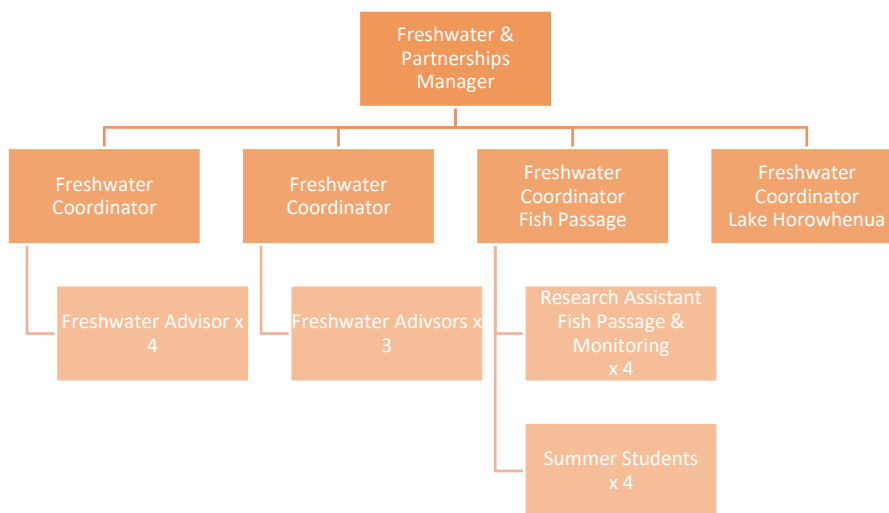 Freshwater &
Partnerships
Manager
Freshwater
Coordinator
Freshwater
Coordinator
Freshwater
Coordinator
Fish Passage
Freshwater
Coordinator
Lake Horowhenua
Freshwater Advisor x
4
Freshwater Adivsors x
3
Research Assistant
Fish Passage &
Monitoring
x 4
Summer Students
x 4